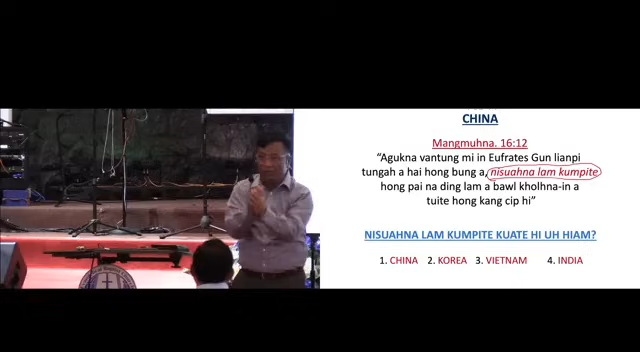 CHINA
Mangmuhna. 16:12
“Agukna vantung mi in Eufrates Gun lianpi
tungah a hai hong bung a, nisuahna lam kumpite
hong pai na ding lam a bawl kholhna-in a
tuite hong kang cip hi”
NISUAHNA LAM KUMPITE KUATE HI UH HIAM?
1. CHINA 2. KOREA 3. VIETNAM 4. INDIA